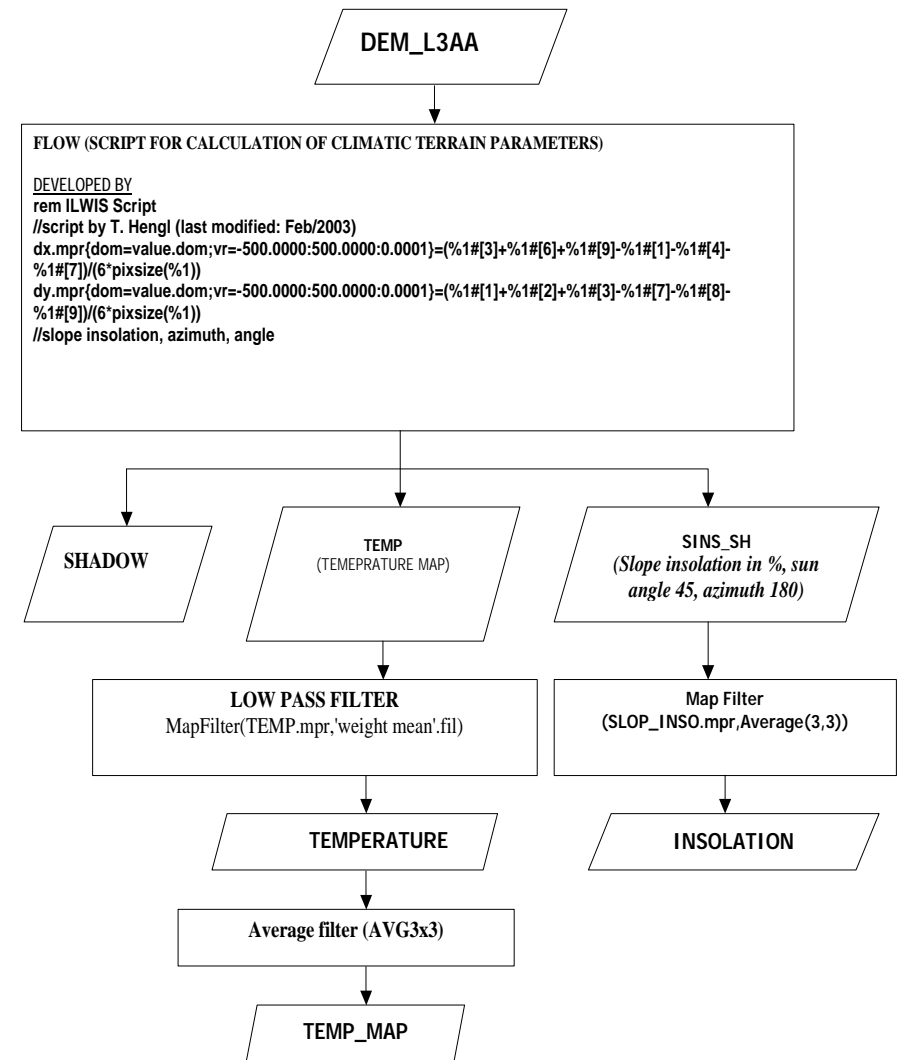 DEM_L3AA
FLOW (SCRIPT FOR CALCULATION OF CLIMATIC TERRAIN PARAMETERS)
DEVELOPED BY
rem ILWIS Script
//script by T. Hengl (last modified: Feb/2003)
dx.mpr{dom=value.dom;vr=-500.0000:500.0000:0.0001}=(%1#[3]+%1#[6]+%1#[9]-%1#[1]-%1#[4]-
%1#[7])/(6*pixsize(%1))
dy.mpr{dom=value.dom;vr=-500.0000:500.0000:0.0001}=(%1#[1]+%1#[2]+%1#[3]-%1#[7]-%1#[8]-
%1#[9])/(6*pixsize(%1))
//slope insolation, azimuth, angle
SHADOW
TEMP
(TEMEPRATURE MAP)
SINS_SH
(Slope insolation in %, sun
angle 45, azimuth 180)
LOW PASS FILTER
MapFilter(TEMP.mpr,'weight mean'.fil)
Map Filter
(SLOP_INSO.mpr,Average(3,3))
TEMPERATURE
INSOLATION
Average filter (AVG3x3)
TEMP_MAP